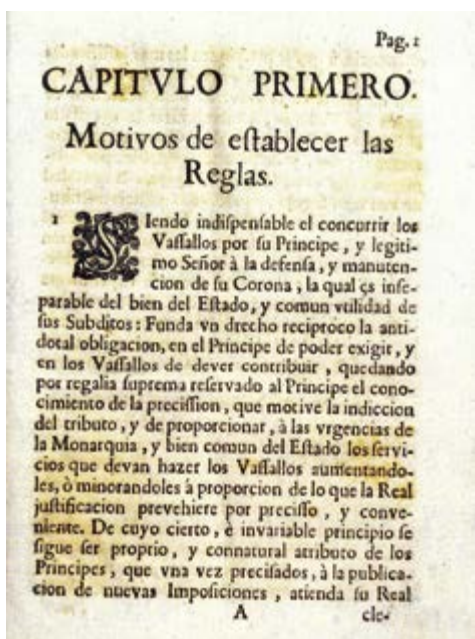 Pag. 1
CAPITVLO PRIMERO.
Motivos de eſtablecer las
Reglas.
1 SIendo indiſpenſable el concurrir los
Vaſſallos por ſu Principe, y legiti-
mo Señor à la defenſa, y manuten-
cion de ſu Corona, la qual es inſe-
parable del bien del Eſtado, y comun vtilidad de
ſus Subditos: Funda vn drecho reciproco la anti-
dotal obligacion, en el Principe de poder exigir, y
en los Vaſſallos de dever contribuir, quedando
por regalia ſuprema reſervado al Principe el cono-
cimiento de la preciſſion, que motive la indiccion
del tributo, y de proporcionar, à las vrgencias de
la Monarquia, y bien comun del Eſtado los ſervi-
cios que devan hazer los Vaſſallos aumentando-
les, ò minorandoles á proporcion de lo que la Real
juſtificacion prevehiere por preciſſo, y conve-
niente. De cuyo cierto, è invariable principio ſe
ſigue ſer proprio, y connatural atributo de los
Principes, que vna vez preciſados, à la publica-
cion de nuevas Impoſiciones, atienda ſu Real
A cle-